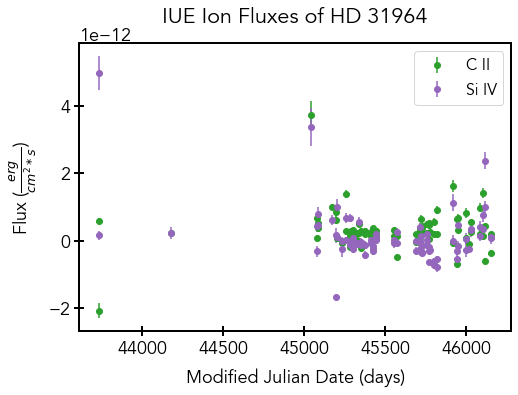 IUE Ion Fluxes of HD 31964
1e−12
C II
Si IV
4
2
0
−2
Flux (erg/cm²*s)
44000 44500 45000 45500 46000
Modified Julian Date (days)